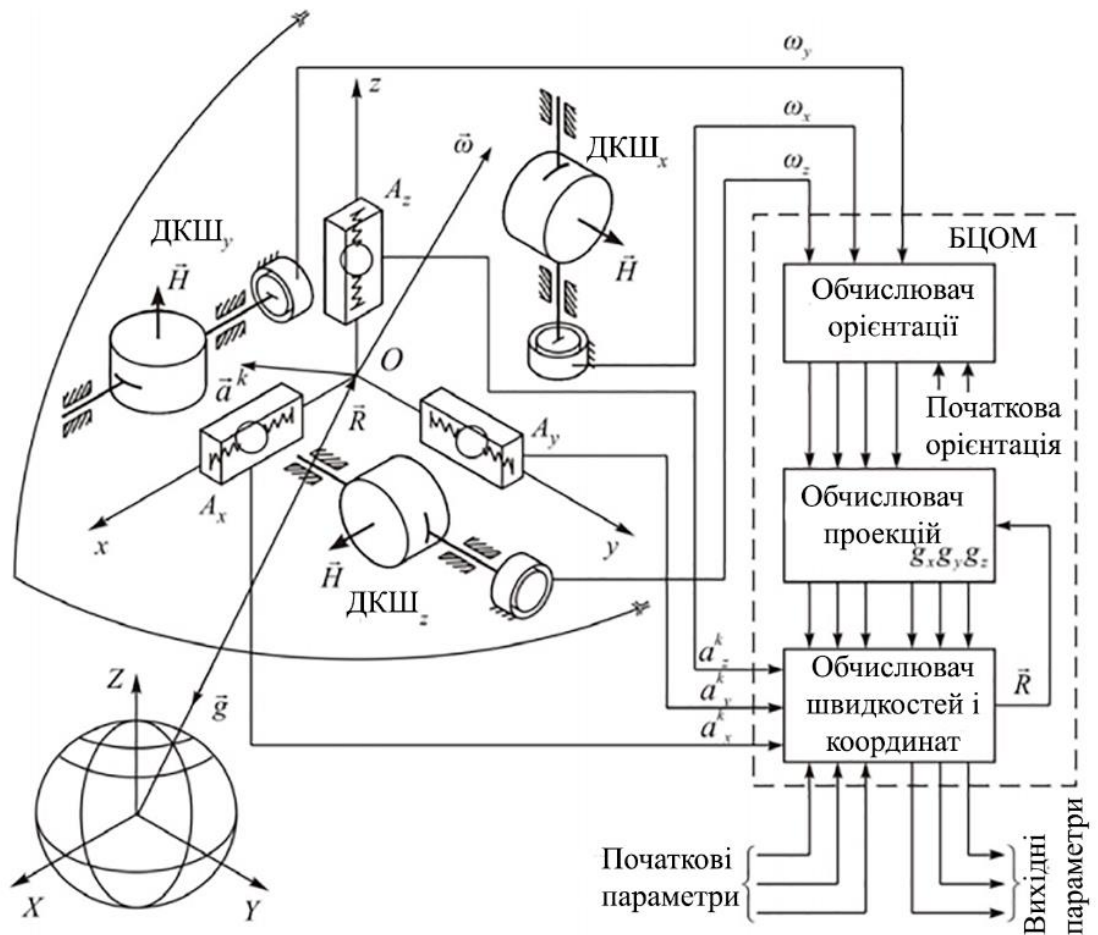 ω_y
ω_x
ω_z
z
ω⃗
ДКШ_x
A_z
ДКШ_y
H⃗
H⃗
БЦОМ
Обчислювач
орієнтації
O
a⃗^k
R⃗
A_y
Початкова
орієнтація
A_x
x
y
H⃗
ДКШ_z
Обчислювач
проекцій
g_x g_y g_z
Z
g⃗
a_z^k
a_y^k
a_x^k
Обчислювач
швидкостей і
координат
R⃗
X
Y
Початкові
параметри
Вихідні
параметри